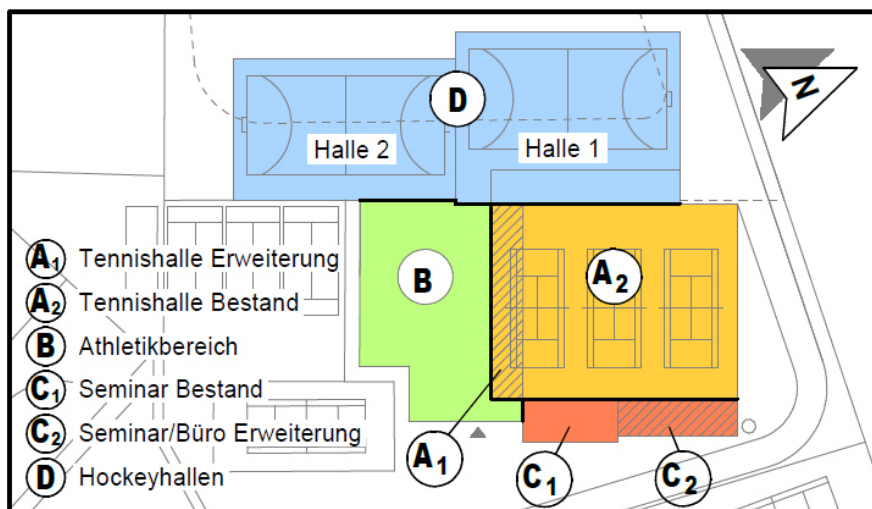 D
Halle 2
Halle 1
N
B
A2
A1 Tennishalle Erweiterung
A2 Tennishalle Bestand
B Athletikbereich
C1 Seminar Bestand
C2 Seminar/Büro Erweiterung
D Hockeyhallen
A1
C1
C2